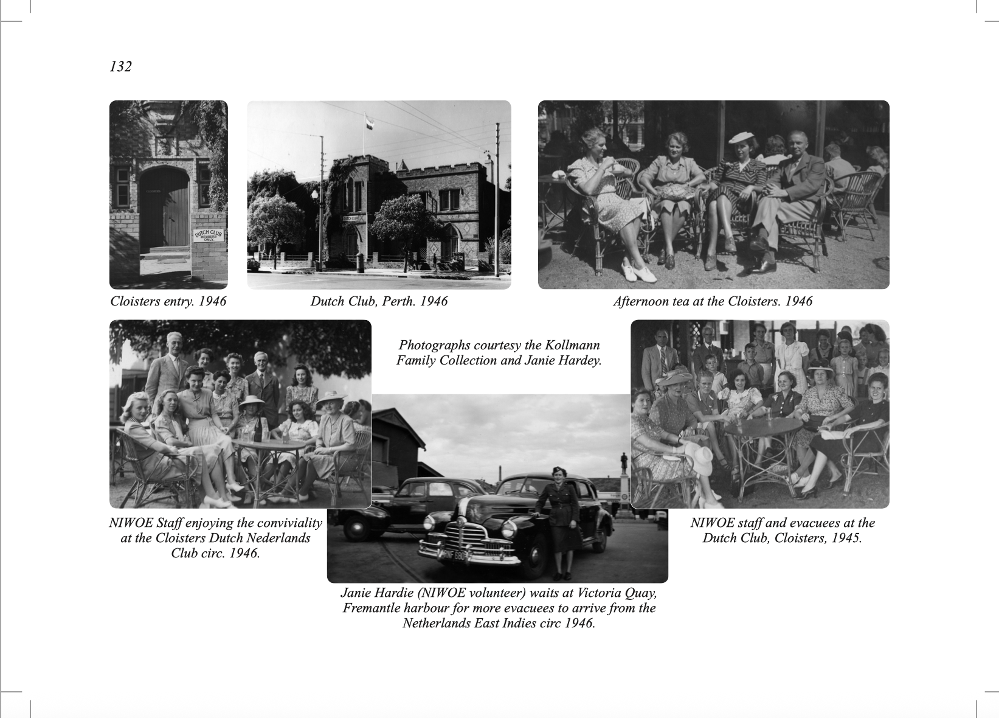 132
DUTCH CLUB
MEMBERS
ONLY.
DUTCH CLUB
Cloisters entry. 1946
Dutch Club, Perth. 1946
Afternoon tea at the Cloisters. 1946
Photographs courtesy the Kollmann
Family Collection and Janie Hardey.
NIWOE Staff enjoying the conviviality
at the Cloisters Dutch Nederlands
Club circ. 1946.
NIWOE staff and evacuees at the
Dutch Club, Cloisters, 1945.
Janie Hardie (NIWOE volunteer) waits at Victoria Quay,
Fremantle harbour for more evacuees to arrive from the
Netherlands East Indies circ 1946.